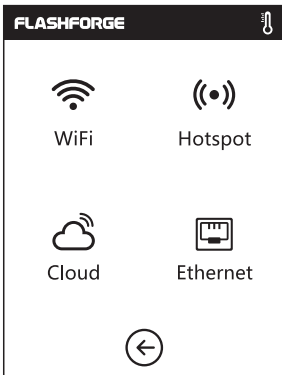 FLASHFORGE
WiFi
Hotspot
Cloud
Ethernet